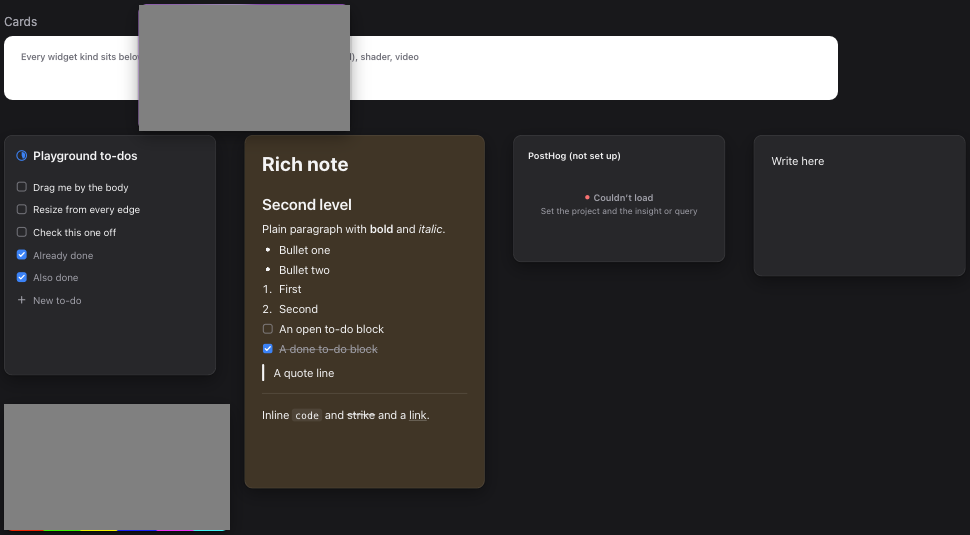 Cards
Every widget kind sits
), shader, video
Playground to-dos
Drag me by the body
Resize from every edge
Check this one off
Already done
Also done
+ New to-do
Rich note
Second level
Plain paragraph with bold and italic.
• Bullet one
• Bullet two
1. First
2. Second
An open to-do block
A done to-do block
A quote line
Inline code and strike and a link.
PostHog (not set up)
Couldn't load
Set the project and the insight or query
Write here